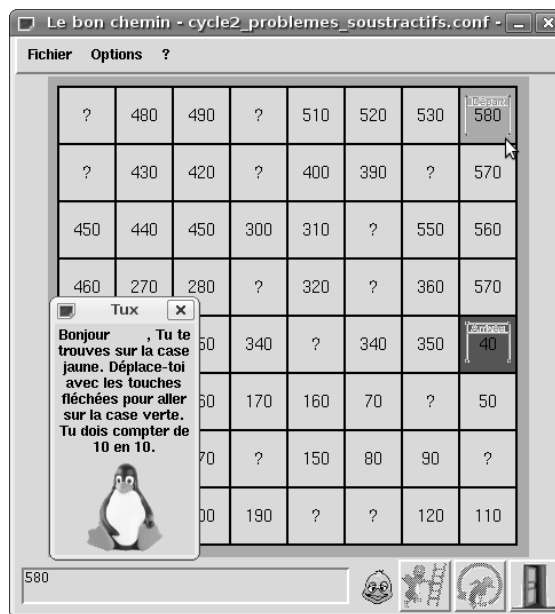 Le bon chemin - cycle2_problemes_soustractifs.conf -
Fichier Options ?
Départ
? 480 490 ? 510 520 530 580
? 430 420 ? 400 390 ? 570
450 440 450 300 310 ? 550 560
460 270 280 ? 320 ? 360 570
Tux
Bonjour , Tu te
trouves sur la case
jaune. Déplace-toi
avec les touches
fléchées pour aller
sur la case verte.
Tu dois compter de
10 en 10.
Arrivée
340 ? 340 350 40
170 160 70 ? 50
? 150 80 90 ?
190 ? ? 120 110
580